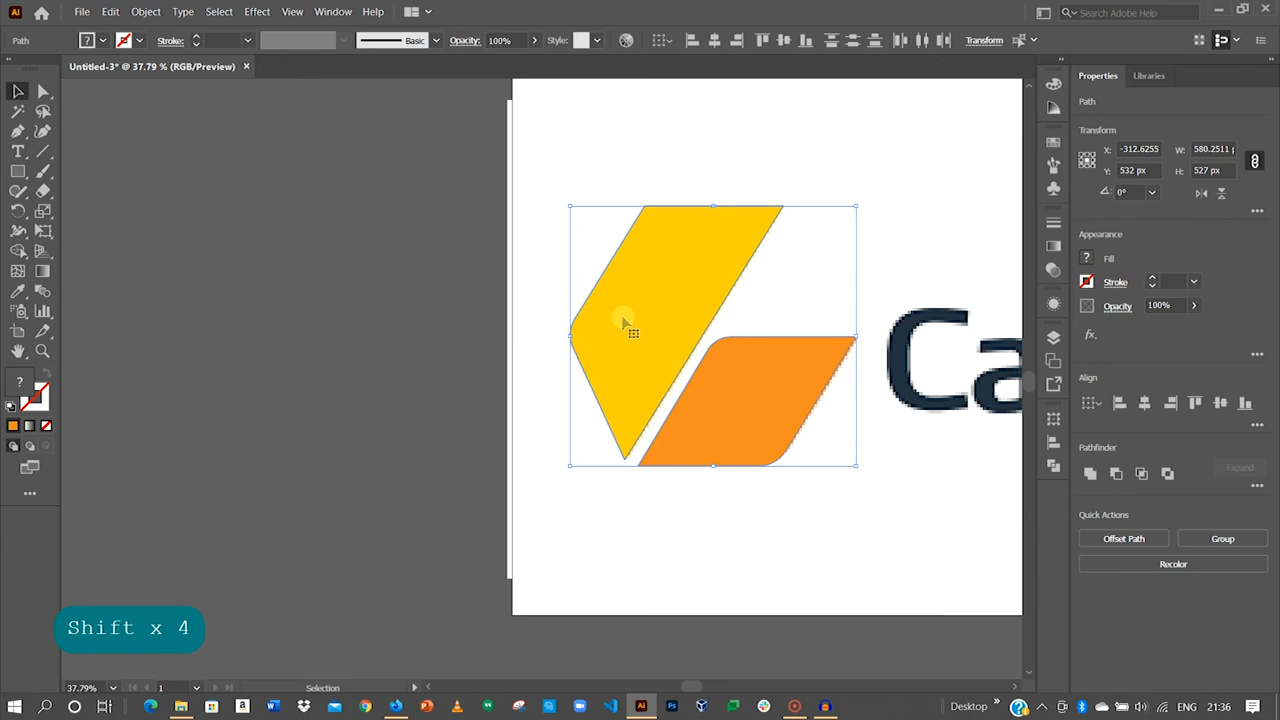 Ai File Edit Object Type Select Effect View Window Help Search Adobe Help
Path ? Stroke: Basic Opacity: 100% Style: Transform
Untitled-3* @ 37.79 % (RGB/Preview) ×
Properties Libraries
Path
Transform
X: -312.6255 W: 580.2511 p
Y: 532 px H: 527 px
0°
Appearance
? Fill
Stroke
Opacity 100%
fx.
Align
Pathfinder
Expand
Quick Actions
Offset Path Group
Recolor
Ca
T
?
Shift x 4
37.79% 1 Selection
Ai Ps Desktop 21:36